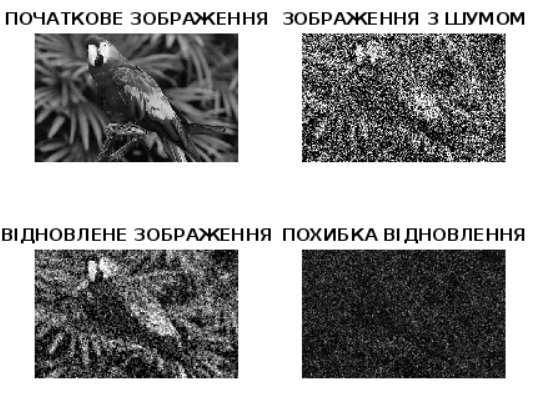 ПОЧАТКОВЕ ЗОБРАЖЕННЯ
ЗОБРАЖЕННЯ З ШУМОМ
ВІДНОВЛЕНЕ ЗОБРАЖЕННЯ
ПОХИБКА ВІДНОВЛЕННЯ